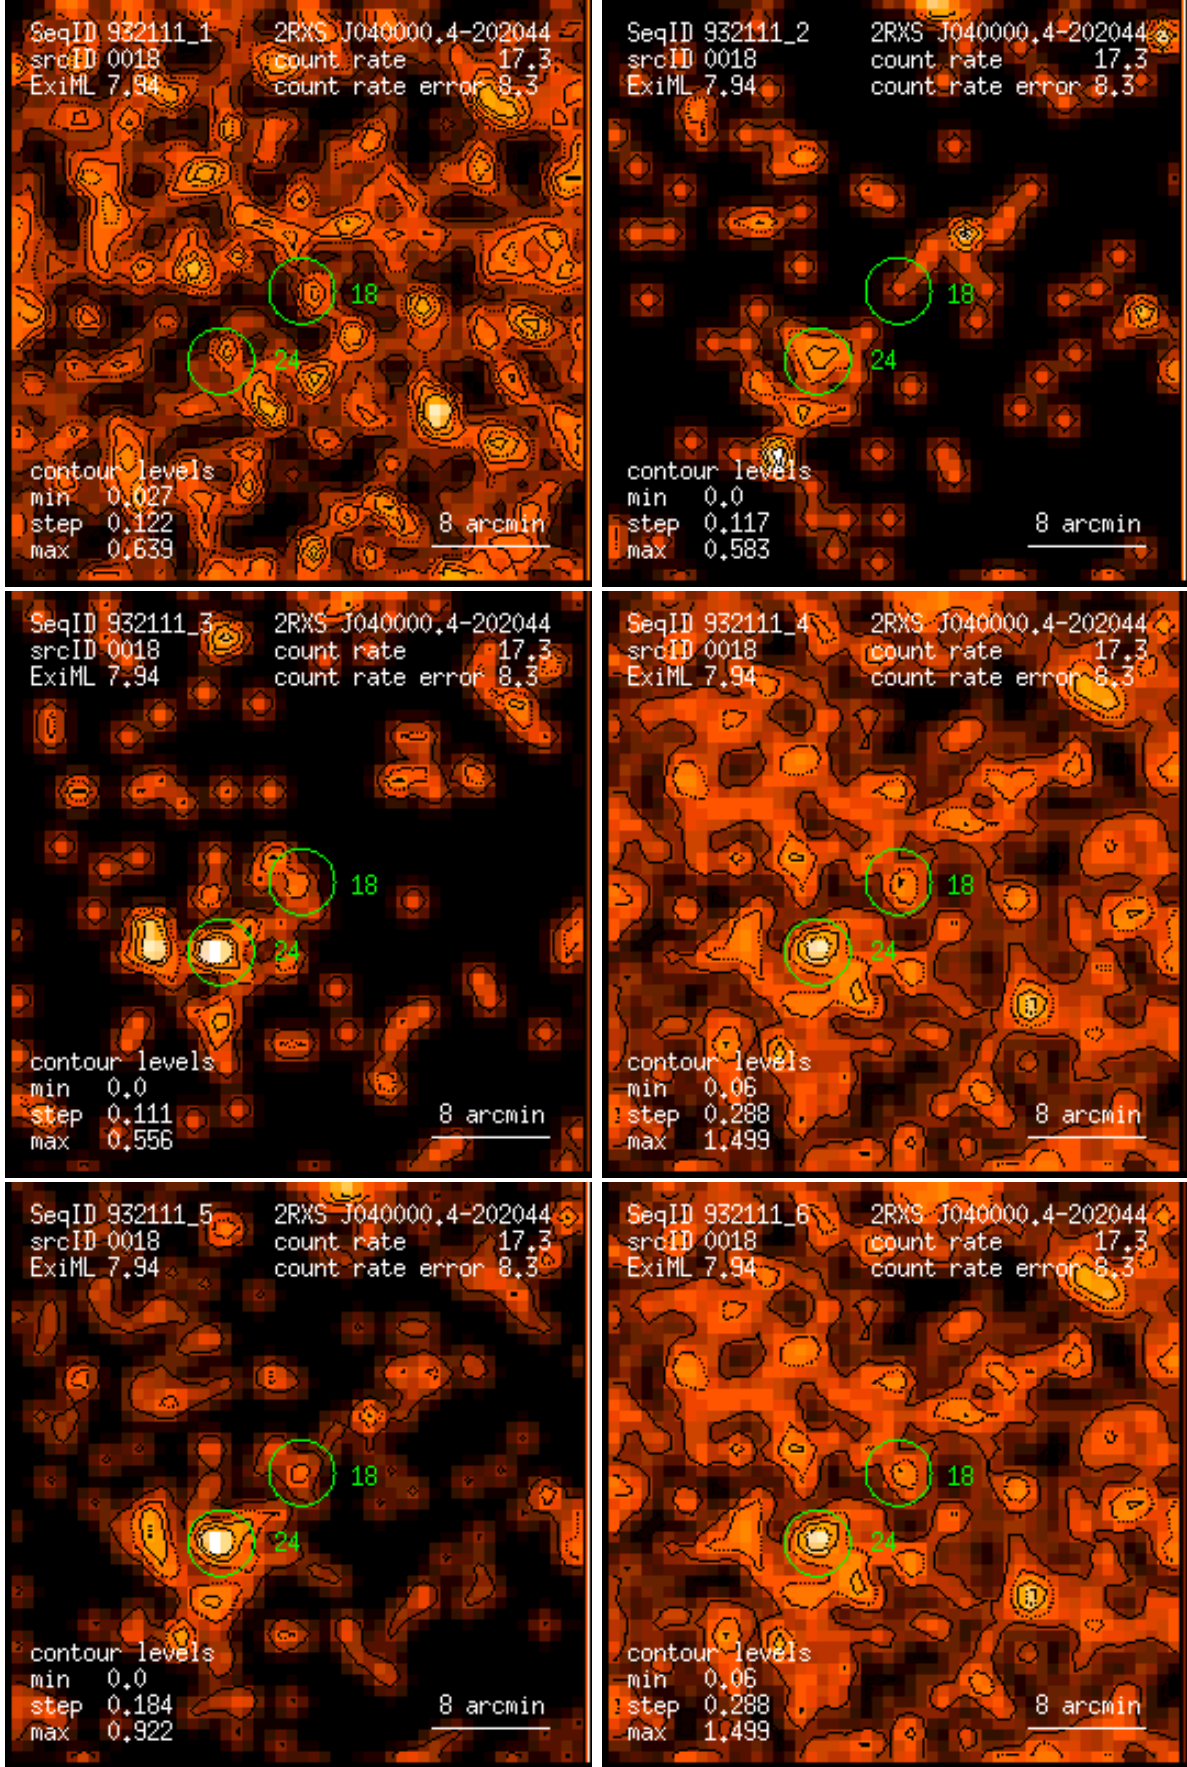 SeqID 932111_1 2RXS J040000.4-202044
srcID 0018 count rate 17.3
ExiML 7.94 count rate error 8.3
18
24
contour levels
min 0.027
step 0.122
max 0.639
8 arcmin
SeqID 932111_2 2RXS J040000.4-202044
srcID 0018 count rate 17.3
ExiML 7.94 count rate error 8.3
18
24
contour levels
min 0.0
step 0.117
max 0.583
8 arcmin
SeqID 932111_3 2RXS J040000.4-202044
srcID 0018 count rate 17.3
ExiML 7.94 count rate error 8.3
18
24
contour levels
min 0.0
step 0.111
max 0.556
8 arcmin
SeqID 932111_4 2RXS J040000.4-202044
srcID 0018 count rate 17.3
ExiML 7.94 count rate error 8.3
18
24
contour levels
min 0.06
step 0.288
max 1.499
8 arcmin
SeqID 932111_5 2RXS J040000.4-202044
srcID 0018 count rate 17.3
ExiML 7.94 count rate error 8.3
18
24
contour levels
min 0.0
step 0.184
max 0.922
8 arcmin
SeqID 932111_6 2RXS J040000.4-202044
srcID 0018 count rate 17.3
ExiML 7.94 count rate error 8.3
18
24
contour levels
min 0.06
step 0.288
max 1.499
8 arcmin